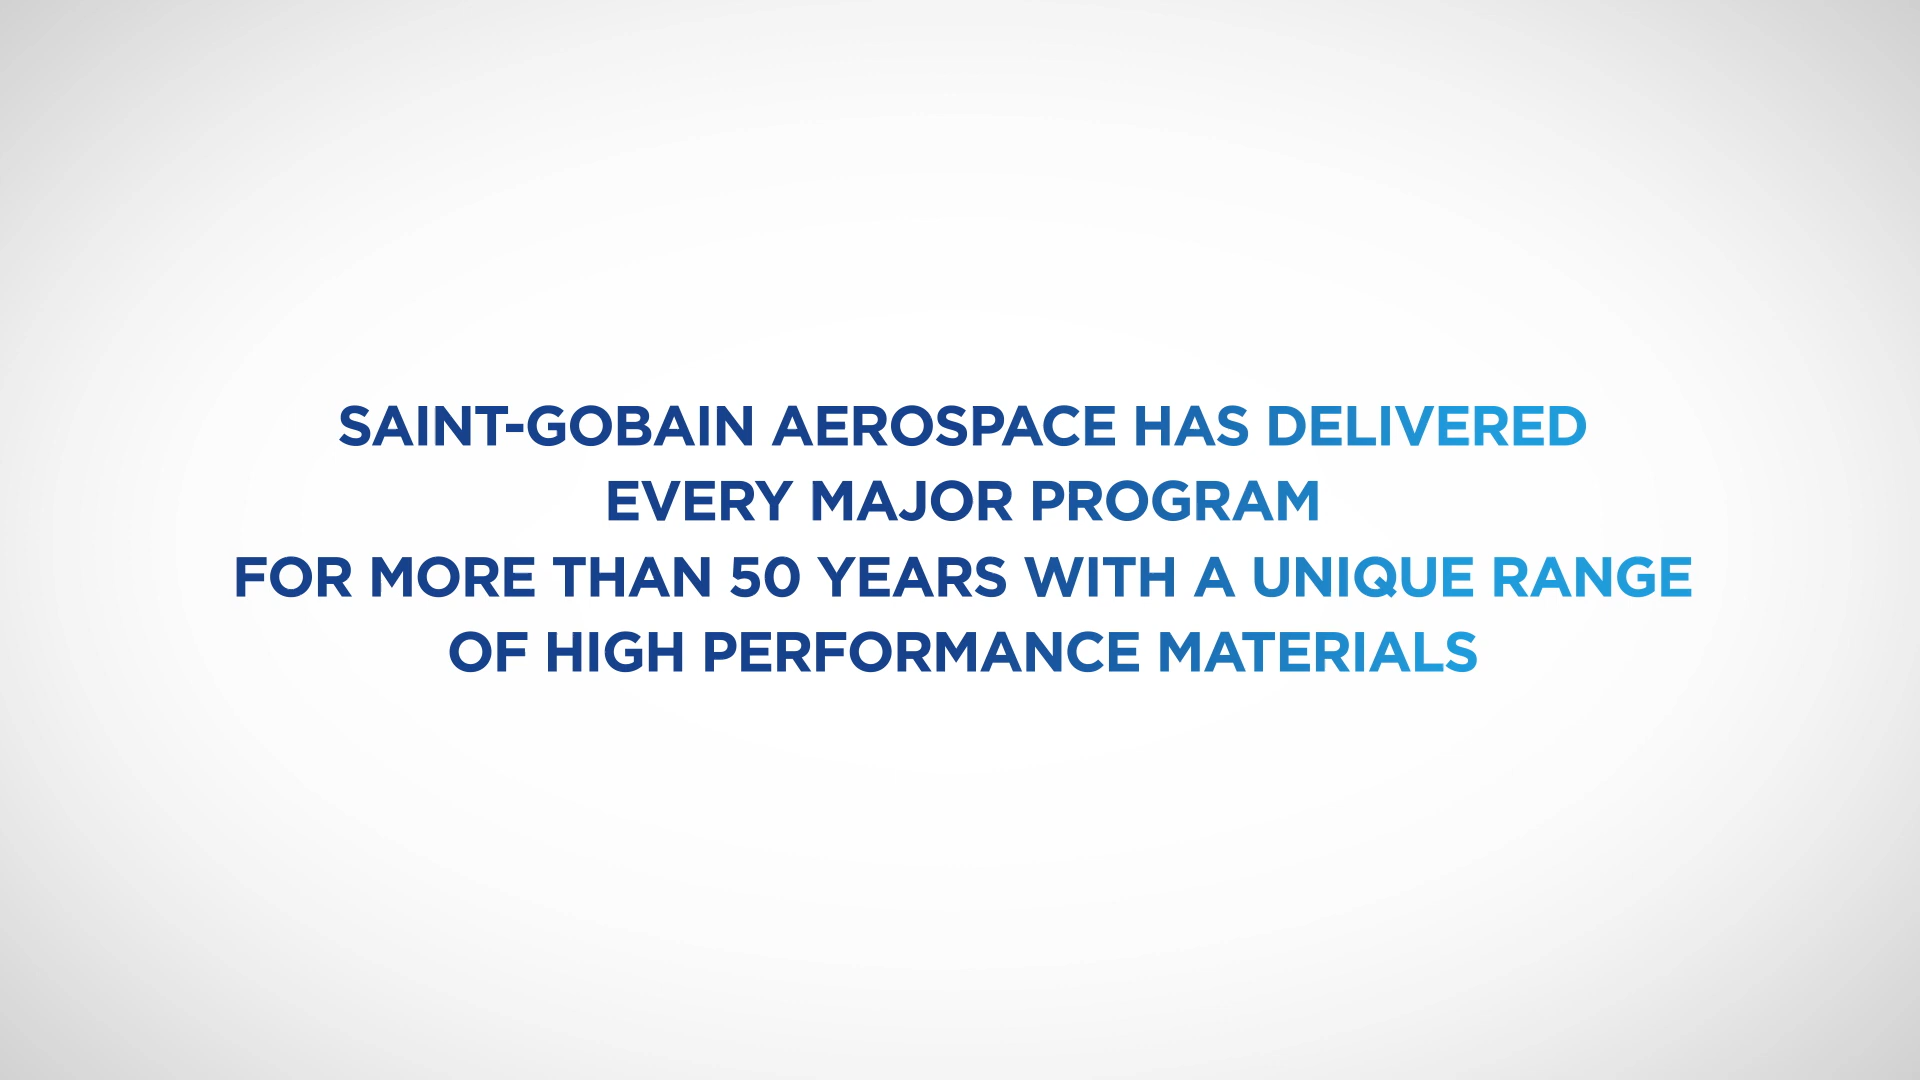 SAINT-GOBAIN AEROSPACE HAS DELIVERED
EVERY MAJOR PROGRAM
FOR MORE THAN 50 YEARS WITH A UNIQUE RANGE
OF HIGH PERFORMANCE MATERIALS